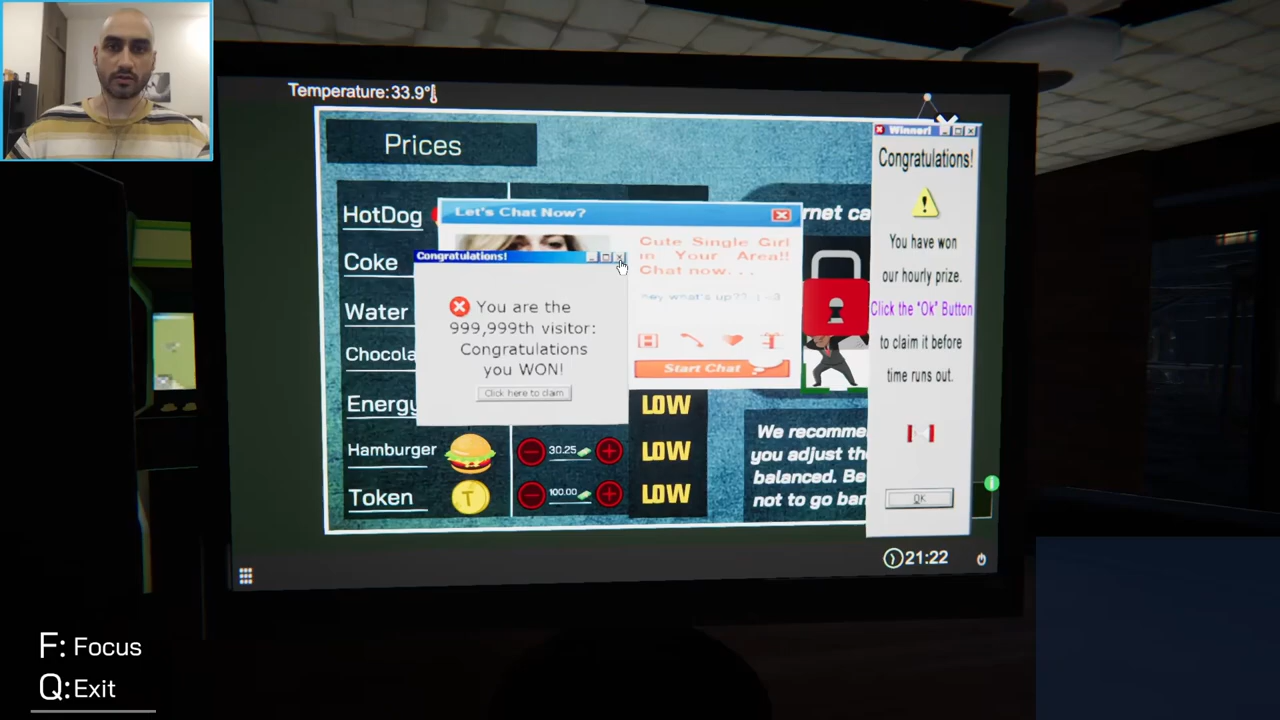 Temperature: 33.9°
Prices
HotDog
Coke
Water
Chocola
Energy
Hamburger
30.25
LOW
LOW
Token
T
100.00
LOW
Let's Chat Now?
Cute Single Girl
in Your Area!!
Chat now. . .
hey what's up??
Start Chat
Congratulations!
You are the
999,999th visitor:
Congratulations
you WON!
Click here to claim
rnet ca
We recomme
you adjust the
balanced. Be
not to go ban
Winner!
Congratulations!
You have won
our hourly prize.
Click the "Ok" Button
to claim it before
time runs out.
OK
21:22
F: Focus
Q: Exit